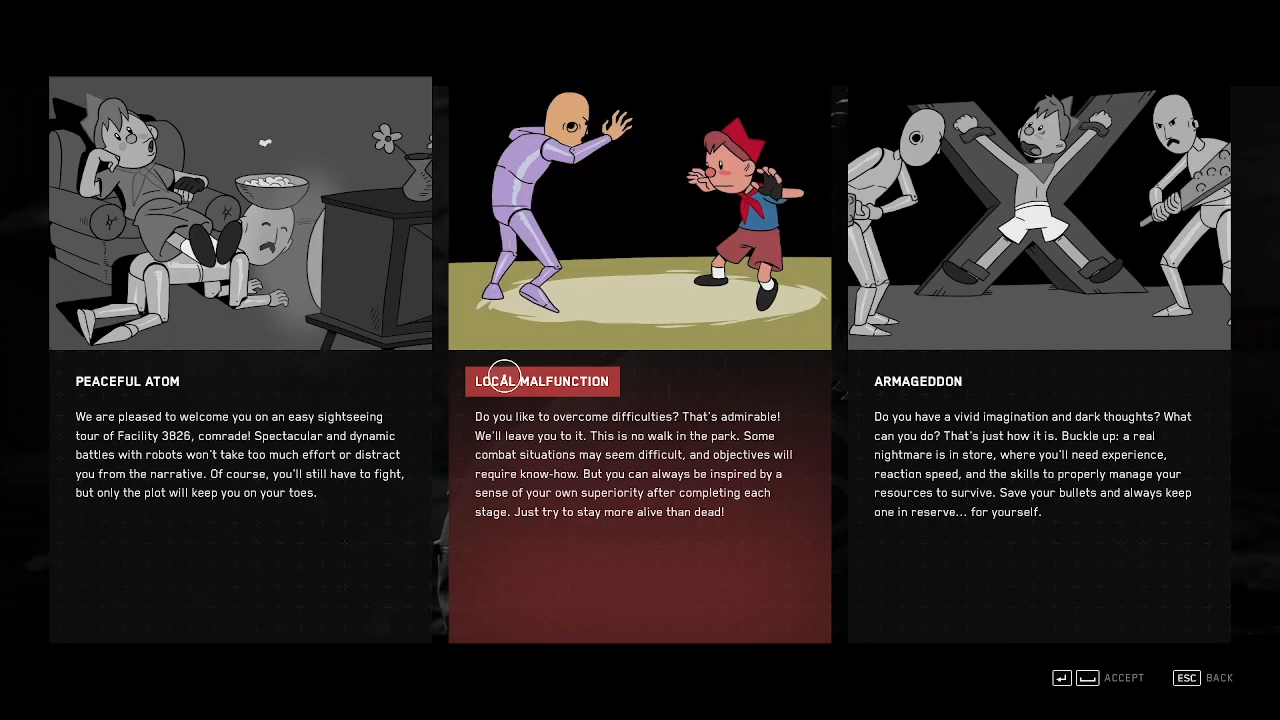 PEACEFUL ATOM
We are pleased to welcome you on an easy sightseeing
tour of Facility 3826, comrade! Spectacular and dynamic
battles with robots won't take too much effort or distract
you from the narrative. Of course, you'll still have to fight,
but only the plot will keep you on your toes.
LOCAL MALFUNCTION
Do you like to overcome difficulties? That's admirable!
We'll leave you to it. This is no walk in the park. Some
combat situations may seem difficult, and objectives will
require know-how. But you can always be inspired by a
sense of your own superiority after completing each
stage. Just try to stay more alive than dead!
ARMAGEDDON
Do you have a vivid imagination and dark thoughts? What
can you do? That's just how it is. Buckle up: a real
nightmare is in store, where you'll need experience,
reaction speed, and the skills to properly manage your
resources to survive. Save your bullets and always keep
one in reserve... for yourself.
ACCEPT
ESC BACK